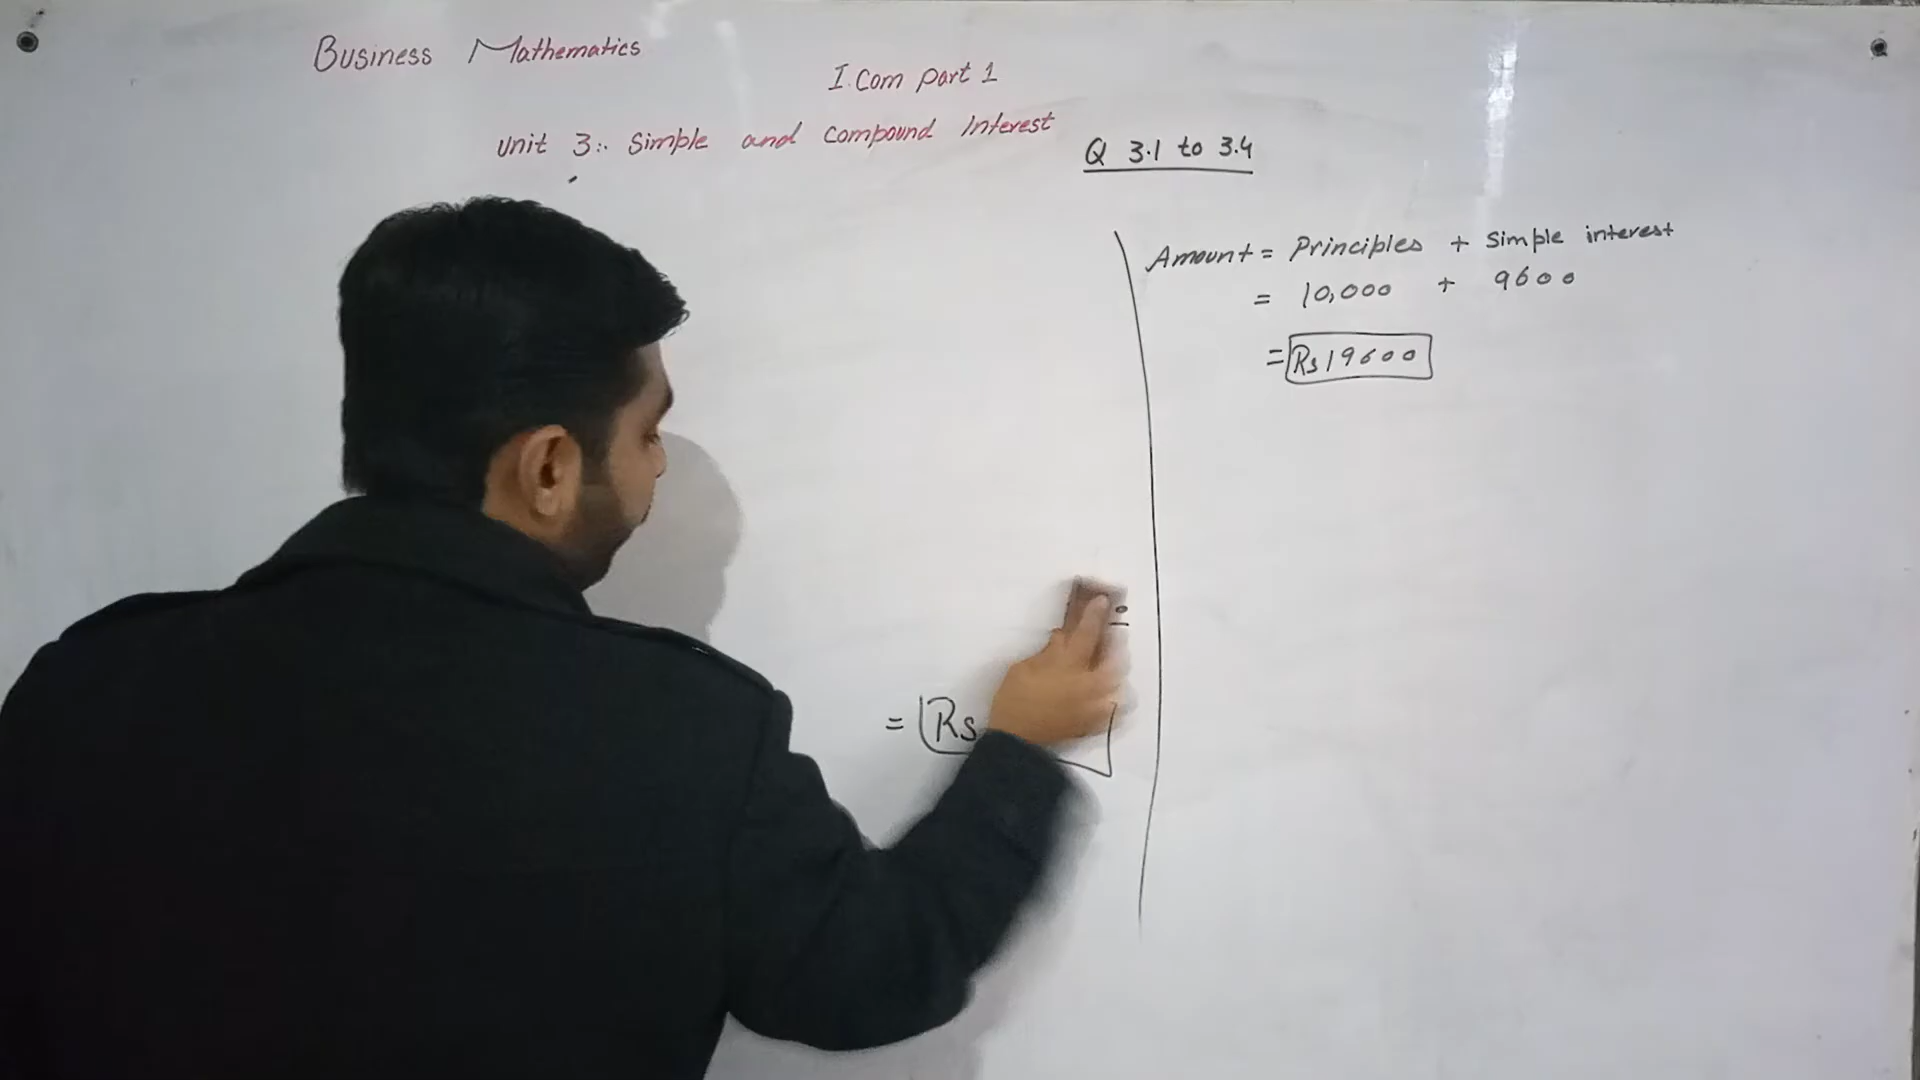 Business Mathematics
I.Com part 1
Unit 3:. Simple and Compound Interest
Q 3.1 to 3.4
Amount = Principles + Simple interest
= 10,000 + 9600
= Rs 19600
= Rs